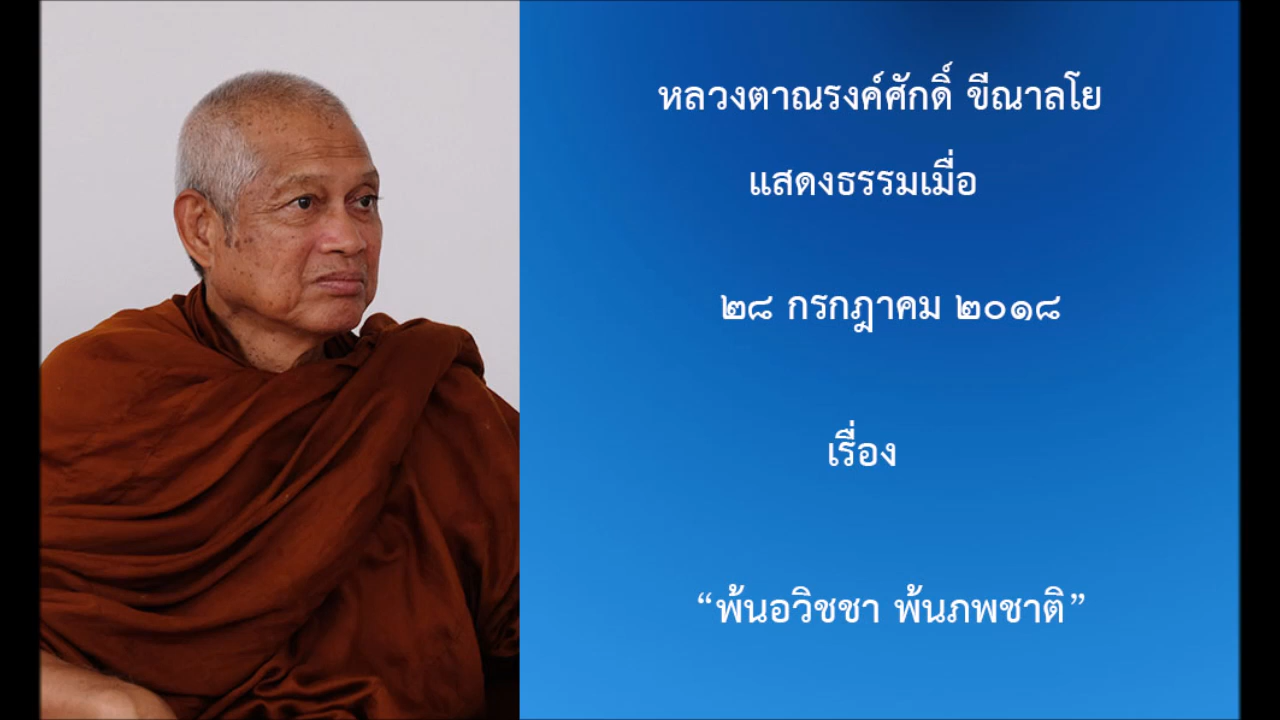 หลวงตาณรงค์ศักดิ์ ขีณาลโย
แสดงธรรมเมื่อ
๒๘ กรกฎาคม ๒๐๑๘
เรื่อง
“พ้นอวิชชา พ้นภพชาติ”